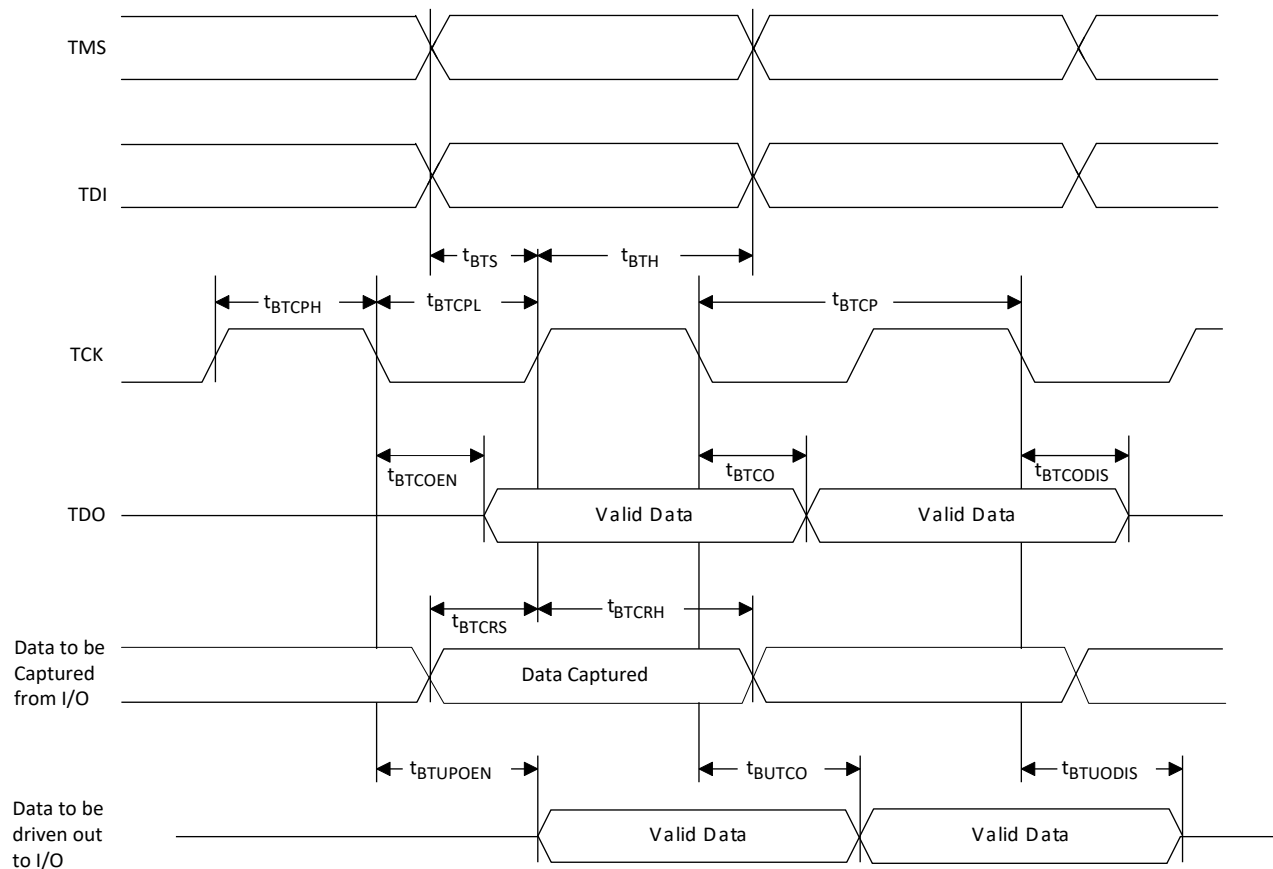 TMS
TDI
tBTS
tBTH
tBTCPH
tBTCPL
tBTCP
TCK
tBTCOEN
tBTCO
tBTCODIS
TDO
Valid Data
Valid Data
tBTCRS
tBTCRH
Data to be
Captured
from I/O
Data Captured
tBTUPOEN
tBUTCO
tBTUODIS
Data to be
driven out
to I/O
Valid Data
Valid Data